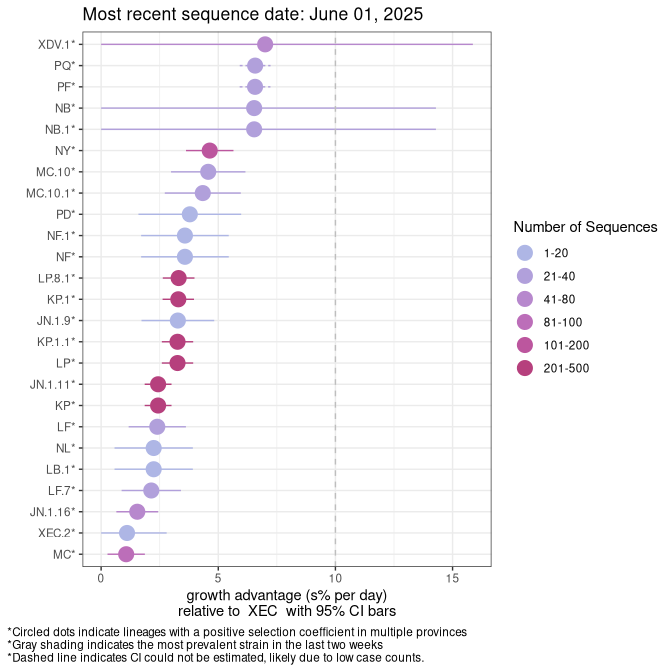 Most recent sequence date: June 01, 2025
XDV.1*
PQ*
PF*
NB*
NB.1*
NY*
MC.10*
MC.10.1*
PD*
NF.1*
NF*
LP.8.1*
KP.1*
JN.1.9*
KP.1.1*
LP*
JN.1.11*
KP*
LF*
NL*
LB.1*
LF.7*
JN.1.16*
XEC.2*
MC*
0 5 10 15
growth advantage (s% per day)
relative to XEC with 95% CI bars
Number of Sequences
1-20
21-40
41-80
81-100
101-200
201-500
*Circled dots indicate lineages with a positive selection coefficient in multiple provinces
*Gray shading indicates the most prevalent strain in the last two weeks
*Dashed line indicates CI could not be estimated, likely due to low case counts.